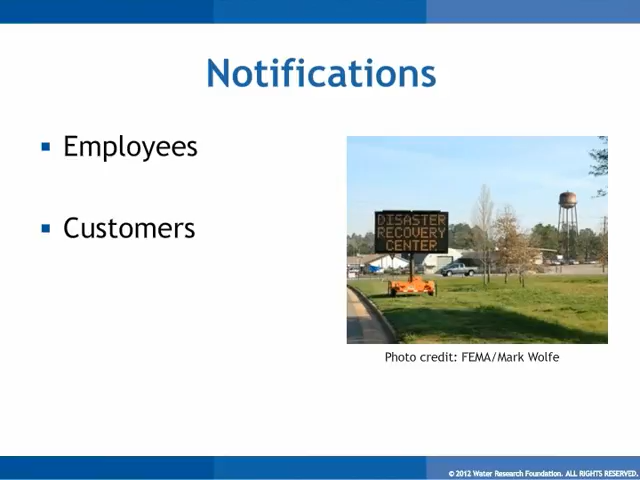 Notifications
Employees
Customers
DISASTER
RECOVERY
CENTER
Photo credit: FEMA/Mark Wolfe
© 2012 Water Research Foundation. ALL RIGHTS RESERVED.